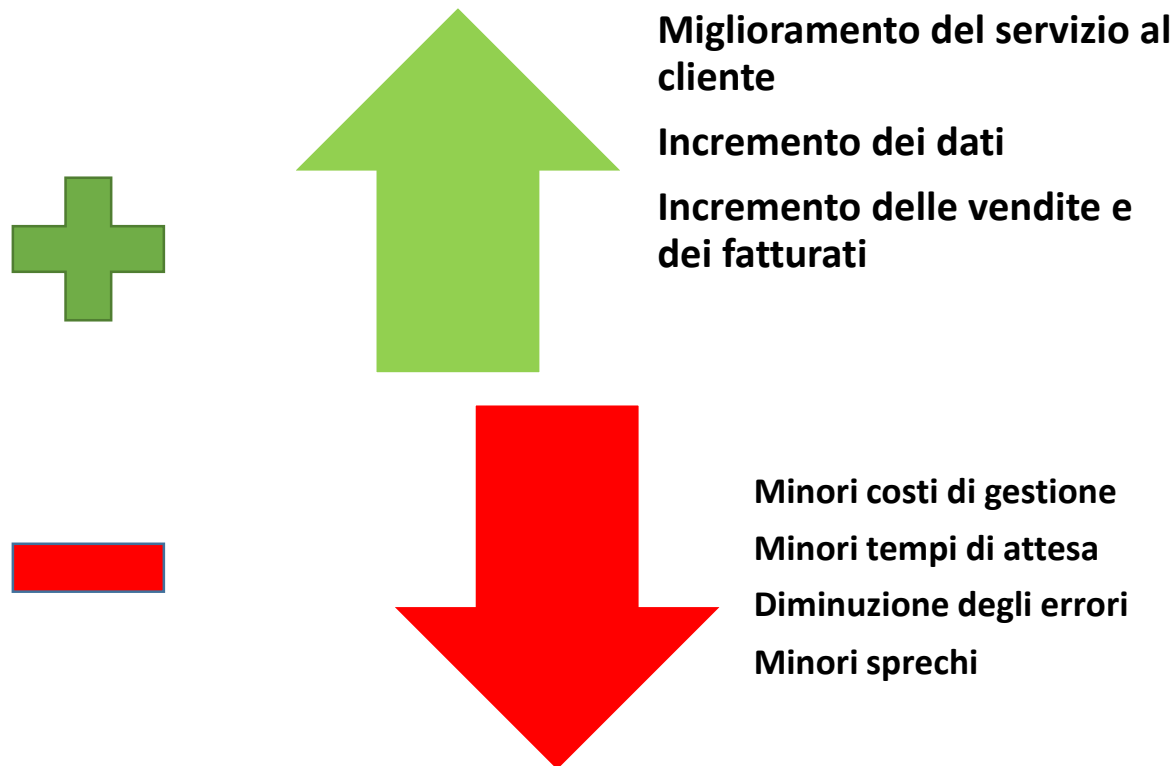 Miglioramento del servizio al
cliente
Incremento dei dati
Incremento delle vendite e
dei fatturati
Minori costi di gestione
Minori tempi di attesa
Diminuzione degli errori
Minori sprechi